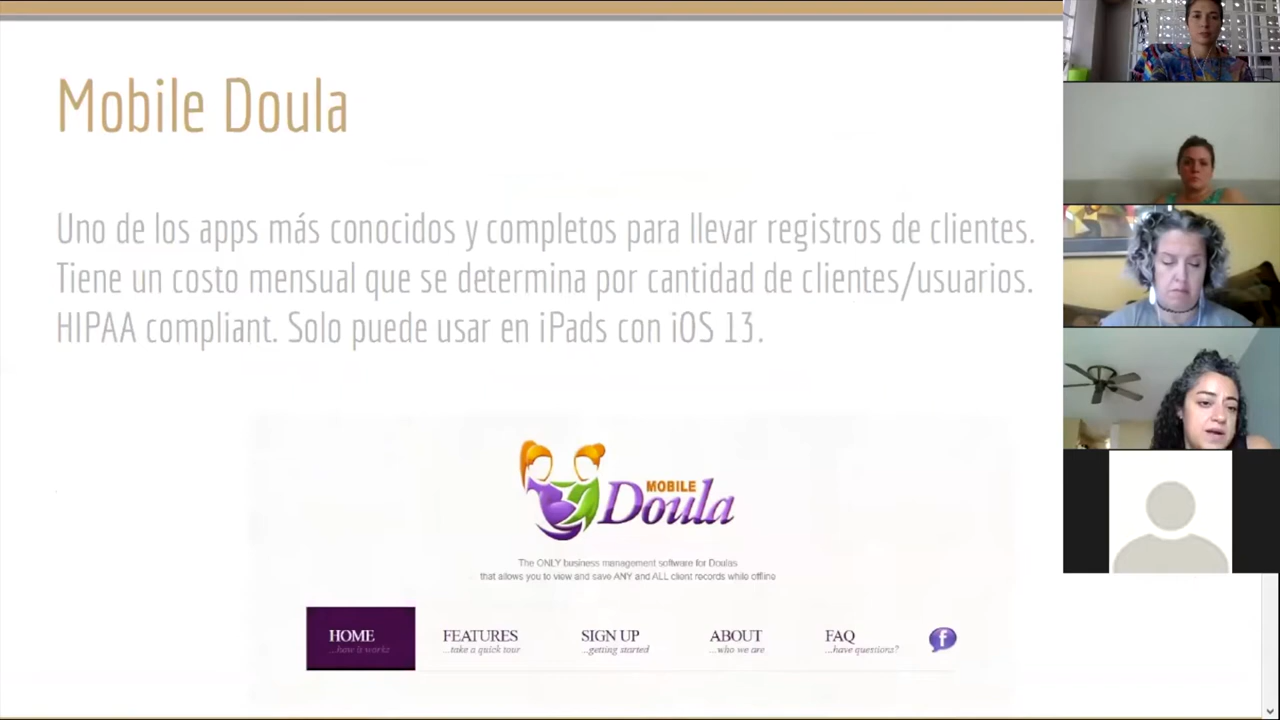 Mobile Doula
Uno de los apps más conocidos y completos para llevar registros de clientes.
Tiene un costo mensual que se determina por cantidad de clientes/usuarios.
HIPAA compliant. Solo puede usar en iPads con iOS 13.
MOBILE
Doula
The ONLY business management software for Doulas
that allows you to view and save ANY and ALL client records while offline
HOME FEATURES SIGN UP ABOUT FAQ f
...how it works ...take a quick tour ...getting started ...who we are ...have questions?